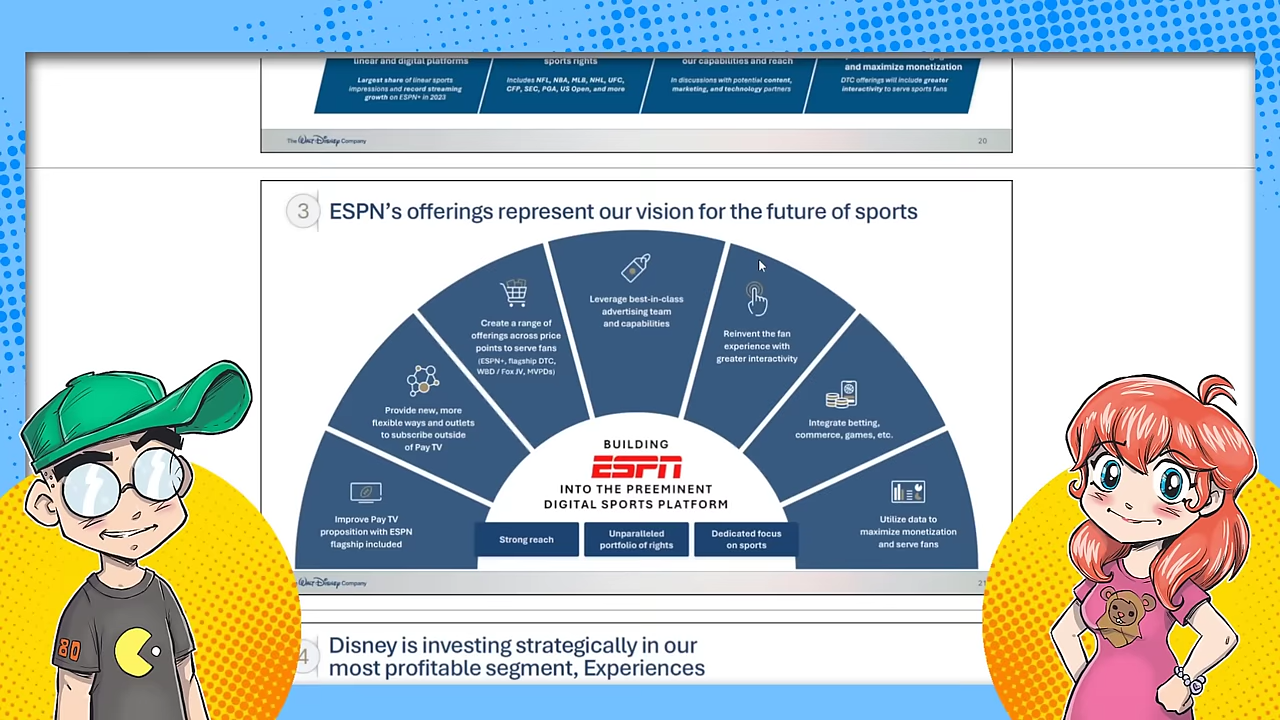 linear and digital platforms
sports rights
our capabilities and reach
and maximize monetization
Largest share of linear sports
impressions and record streaming
growth on ESPN+ in 2023
Includes NFL, NBA, MLB, NHL, UFC,
CFP, SEC, PGA, US Open, and more
In discussions with potential content,
marketing, and technology partners
DTC offerings will include greater
interactivity to serve sports fans
The Walt Disney Company
20
3
ESPN's offerings represent our vision for the future of sports
Improve Pay TV
proposition with ESPN
flagship included
Provide new, more
flexible ways and outlets
to subscribe outside
of Pay TV
Create a range of
offerings across price
points to serve fans
(ESPN+, flagship DTC,
WBD / Fox JV, MVPDs)
Leverage best-in-class
advertising team
and capabilities
Reinvent the fan
experience with
greater interactivity
Integrate betting,
commerce, games, etc.
Utilize data to
maximize monetization
and serve fans
BUILDING
ESPN
INTO THE PREEMINENT
DIGITAL SPORTS PLATFORM
Strong reach
Unparalleled
portfolio of rights
Dedicated focus
on sports
Walt Disney Company
21
4
Disney is investing strategically in our
most profitable segment, Experiences
80